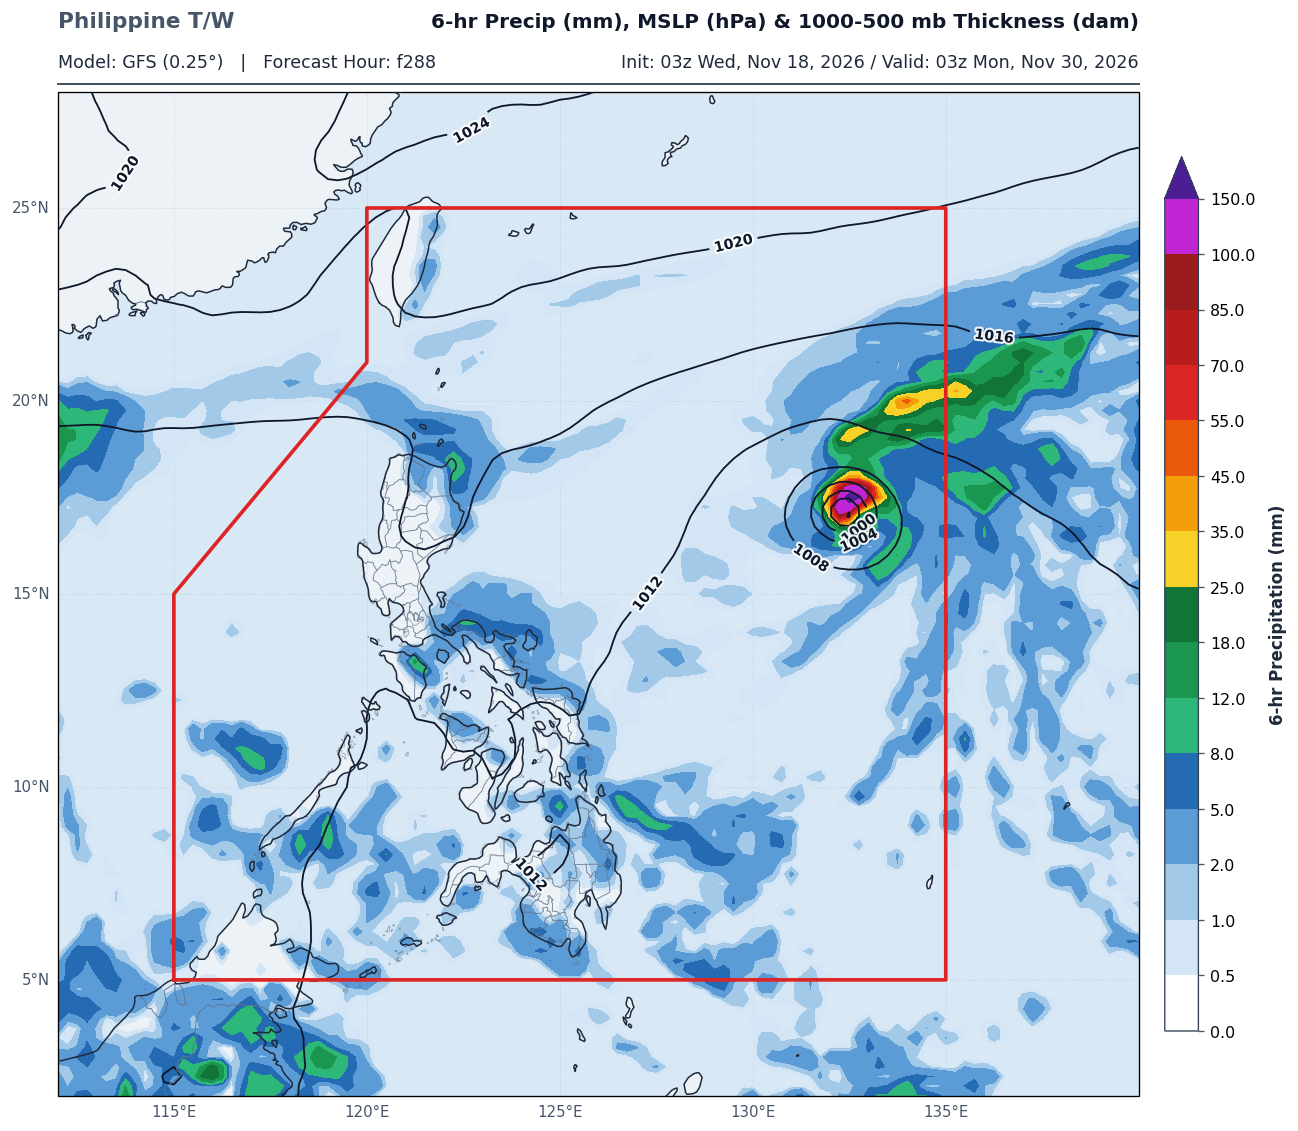 Philippine T/W
6-hr Precip (mm), MSLP (hPa) & 1000-500 mb Thickness (dam)
Model: GFS (0.25°) | Forecast Hour: f288
Init: 03z Wed, Nov 18, 2026 / Valid: 03z Mon, Nov 30, 2026
1024
1020
1020
1016
1012
1000
1004
1008
1012
25°N
20°N
15°N
10°N
5°N
115°E
120°E
125°E
130°E
135°E
150.0
100.0
85.0
70.0
55.0
45.0
35.0
25.0
18.0
12.0
8.0
5.0
2.0
1.0
0.5
0.0
6-hr Precipitation (mm)